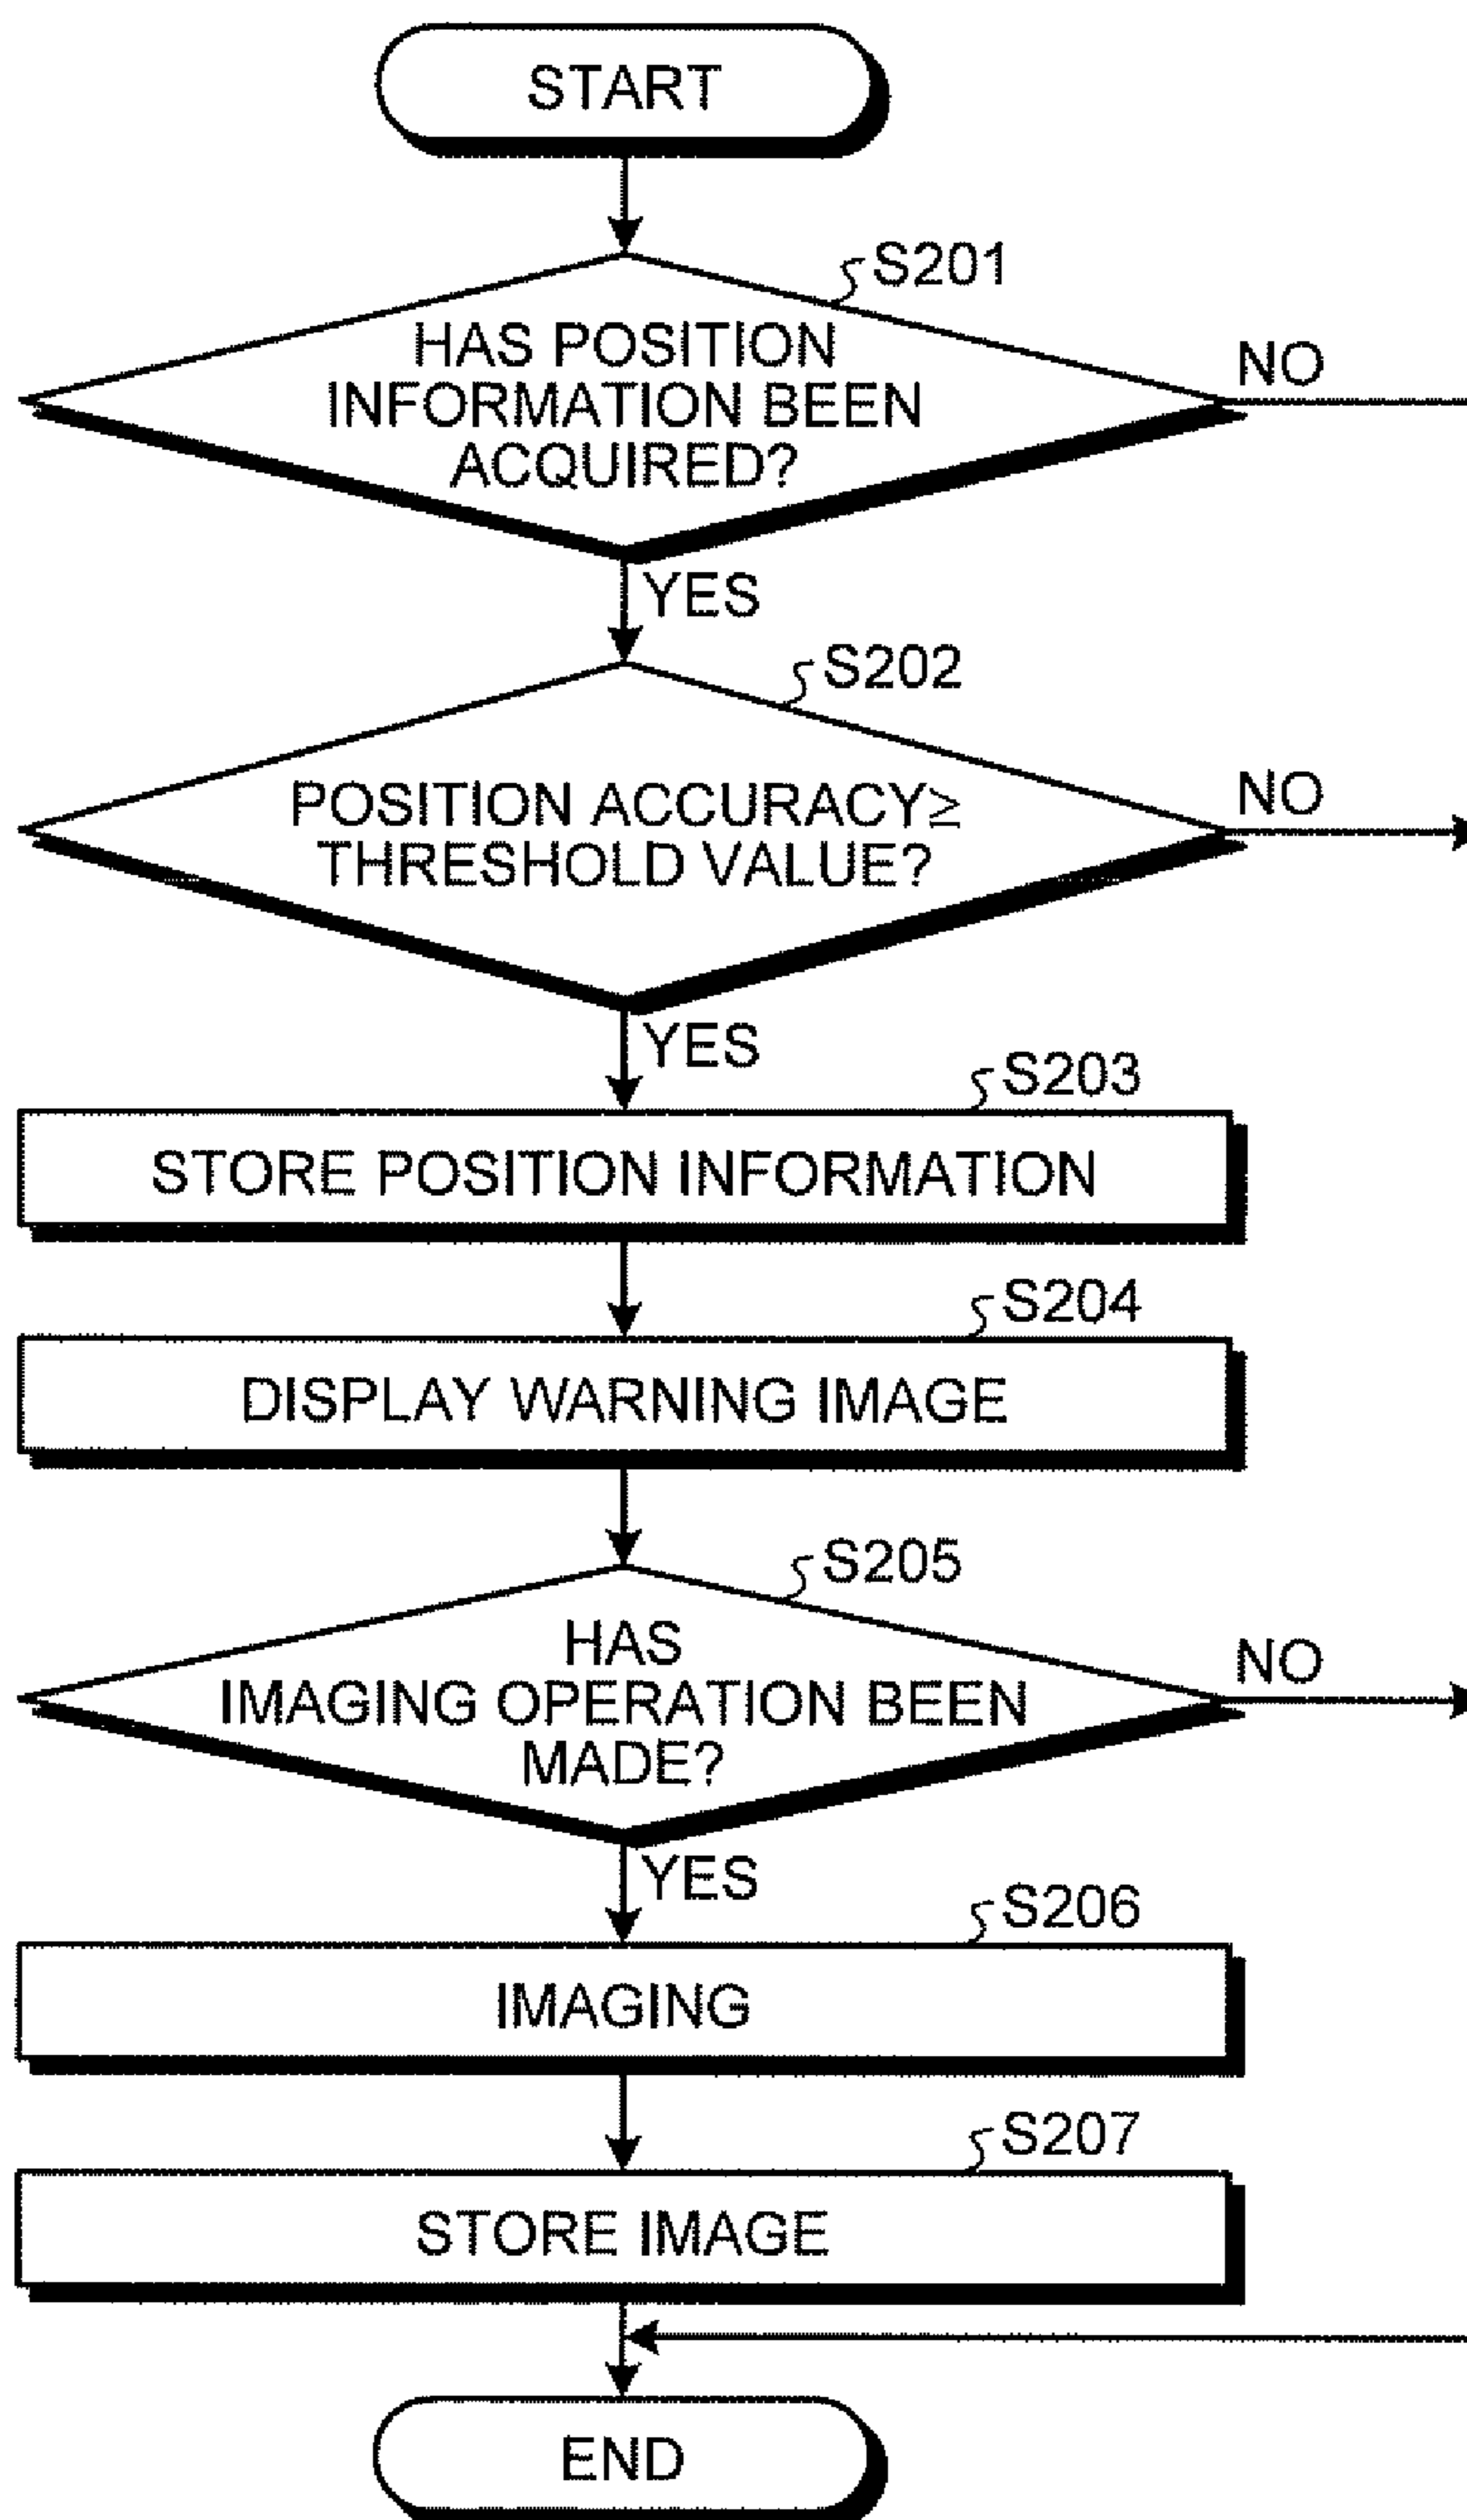 START
S201
HAS POSITION
INFORMATION BEEN
ACQUIRED?
NO
YES
S202
POSITION ACCURACY≥
THRESHOLD VALUE?
NO
YES
S203
STORE POSITION INFORMATION
S204
DISPLAY WARNING IMAGE
S205
HAS
IMAGING OPERATION BEEN
MADE?
NO
YES
S206
IMAGING
S207
STORE IMAGE
END